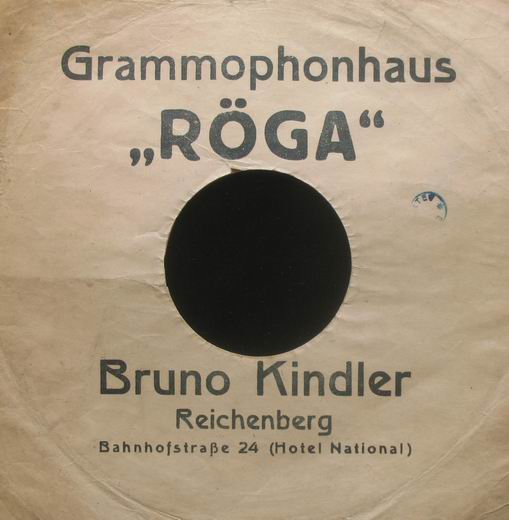 Grammophonhaus
„RÖGA“
Bruno Kindler
Reichenberg
Bahnhofstraße 24 (Hotel National)